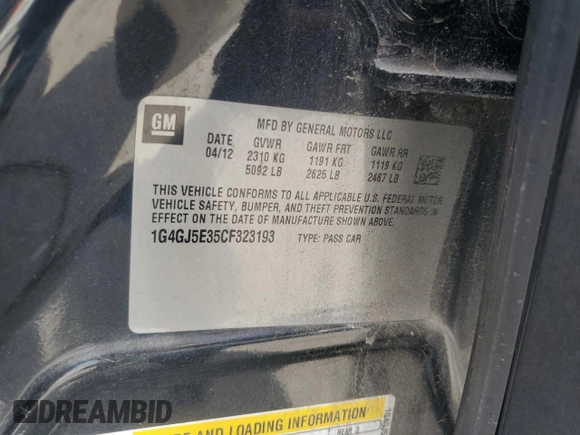 GM
MFD BY GENERAL MOTORS LLC
DATE GVWR GAWR FRT GAWR RR
04/12 2310 KG 1191 KG 1119 KG
5092 LB 2625 LB 2467 LB
THIS VEHICLE CONFORMS TO ALL APPLICABLE U.S. FEDERAL MOTOR
VEHICLE SAFETY, BUMPER, AND THEFT PREVENTION STANDARDS IN
EFFECT ON THE DATE OF MANUFACTURE SHOWN ABOVE.
1G4GJ5E35CF323193 TYPE: PASS CAR
AND LOADING INFORMATION
DREAMBID